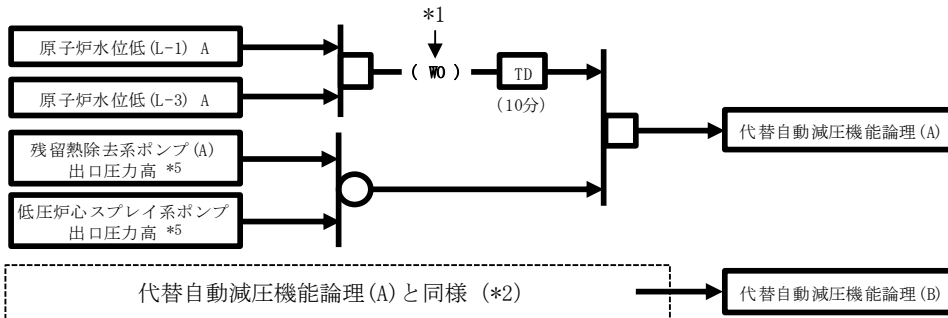 *1
原子炉水位低(L-1) A
( WO )
TD
(10分)
原子炉水位低(L-3) A
代替自動減圧機能論理(A)
残留熱除去系ポンプ(A)
出口圧力高 *5
低圧炉心スプレイ系ポンプ
出口圧力高 *5
代替自動減圧機能論理(A)と同様 (*2)
代替自動減圧機能論理(B)